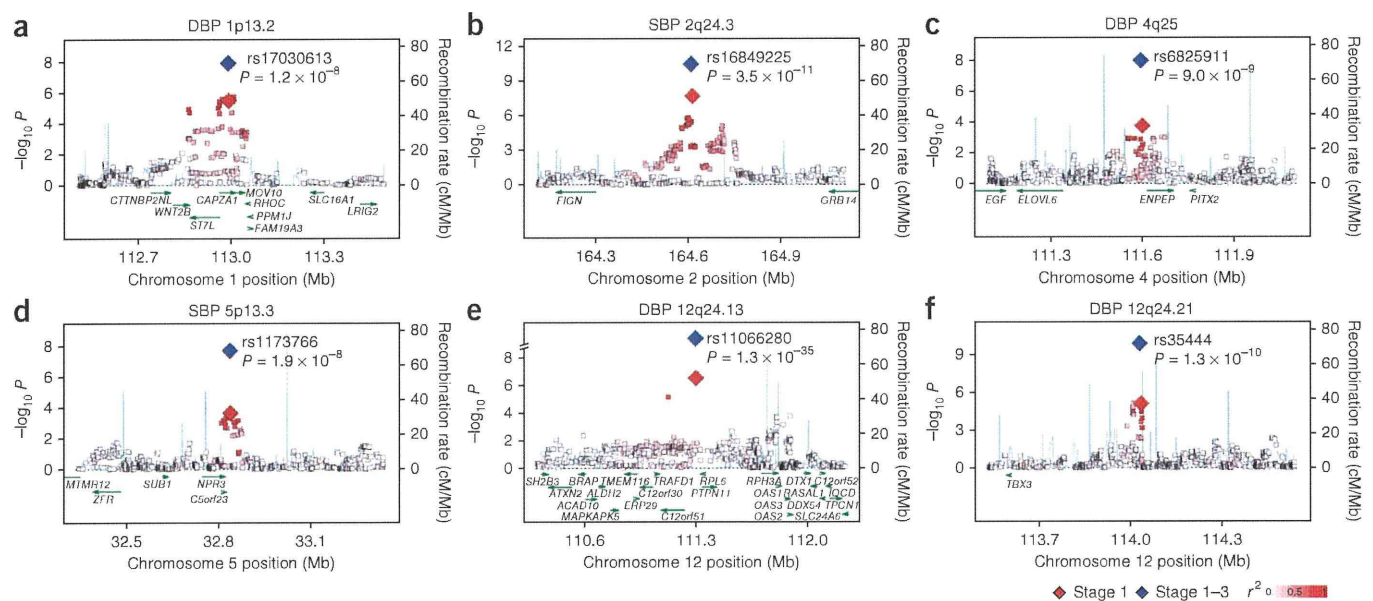 a
DBP 1p13.2
rs17030613
P = 1.2 × 10⁻⁸
−log₁₀ P
8
6
4
2
0
Recombination rate (cM/Mb)
80
60
40
20
0
CTTNBP2NL
WNT2B
ST7L
CAPZA1
MOV10
RHOC
PPM1J
FAM19A3
SLC16A1
LRIG2
112.7 113.0 113.3
Chromosome 1 position (Mb)
b
SBP 2q24.3
rs16849225
P = 3.5 × 10⁻¹¹
−log₁₀ P
12
9
6
3
0
Recombination rate (cM/Mb)
80
60
40
20
0
FIGN GRB14
164.3 164.6 164.9
Chromosome 2 position (Mb)
c
DBP 4q25
rs6825911
P = 9.0 × 10⁻⁹
−log₁₀ P
8
6
4
2
0
Recombination rate (cM/Mb)
80
60
40
20
0
EGF ELOVL6 ENPEP PITX2
111.3 111.6 111.9
Chromosome 4 position (Mb)
d
SBP 5p13.3
rs1173766
P = 1.9 × 10⁻⁸
−log₁₀ P
8
6
4
2
0
Recombination rate (cM/Mb)
80
60
40
20
0
MTMR12 SUB1 NPR3
ZFR C5orf23
32.5 32.8 33.1
Chromosome 5 position (Mb)
e
DBP 12q24.13
rs11066280
P = 1.3 × 10⁻³⁵
−log₁₀ P
8
6
4
2
0
Recombination rate (cM/Mb)
80
60
40
20
0
SH2B3 BRAP TMEM116 TRAFD1 RPL6 RPH3A DTX1 C12orf52
ATXN2 ALDH2 C12orf30 PTPN11 OAS1 RASAL1 IQCD
ACAD10 ERP29 OAS3 DDX54 TPCN1
MAPKAPK5 C12orf51 OAS2 SLC24A6
110.6 111.3 112.0
Chromosome 12 position (Mb)
f
DBP 12q24.21
rs35444
P = 1.3 × 10⁻¹⁰
−log₁₀ P
9
6
3
0
Recombination rate (cM/Mb)
80
60
40
20
0
TBX3
113.7 114.0 114.3
Chromosome 12 position (Mb)
Stage 1 Stage 1–3 r² 0 0.5 1